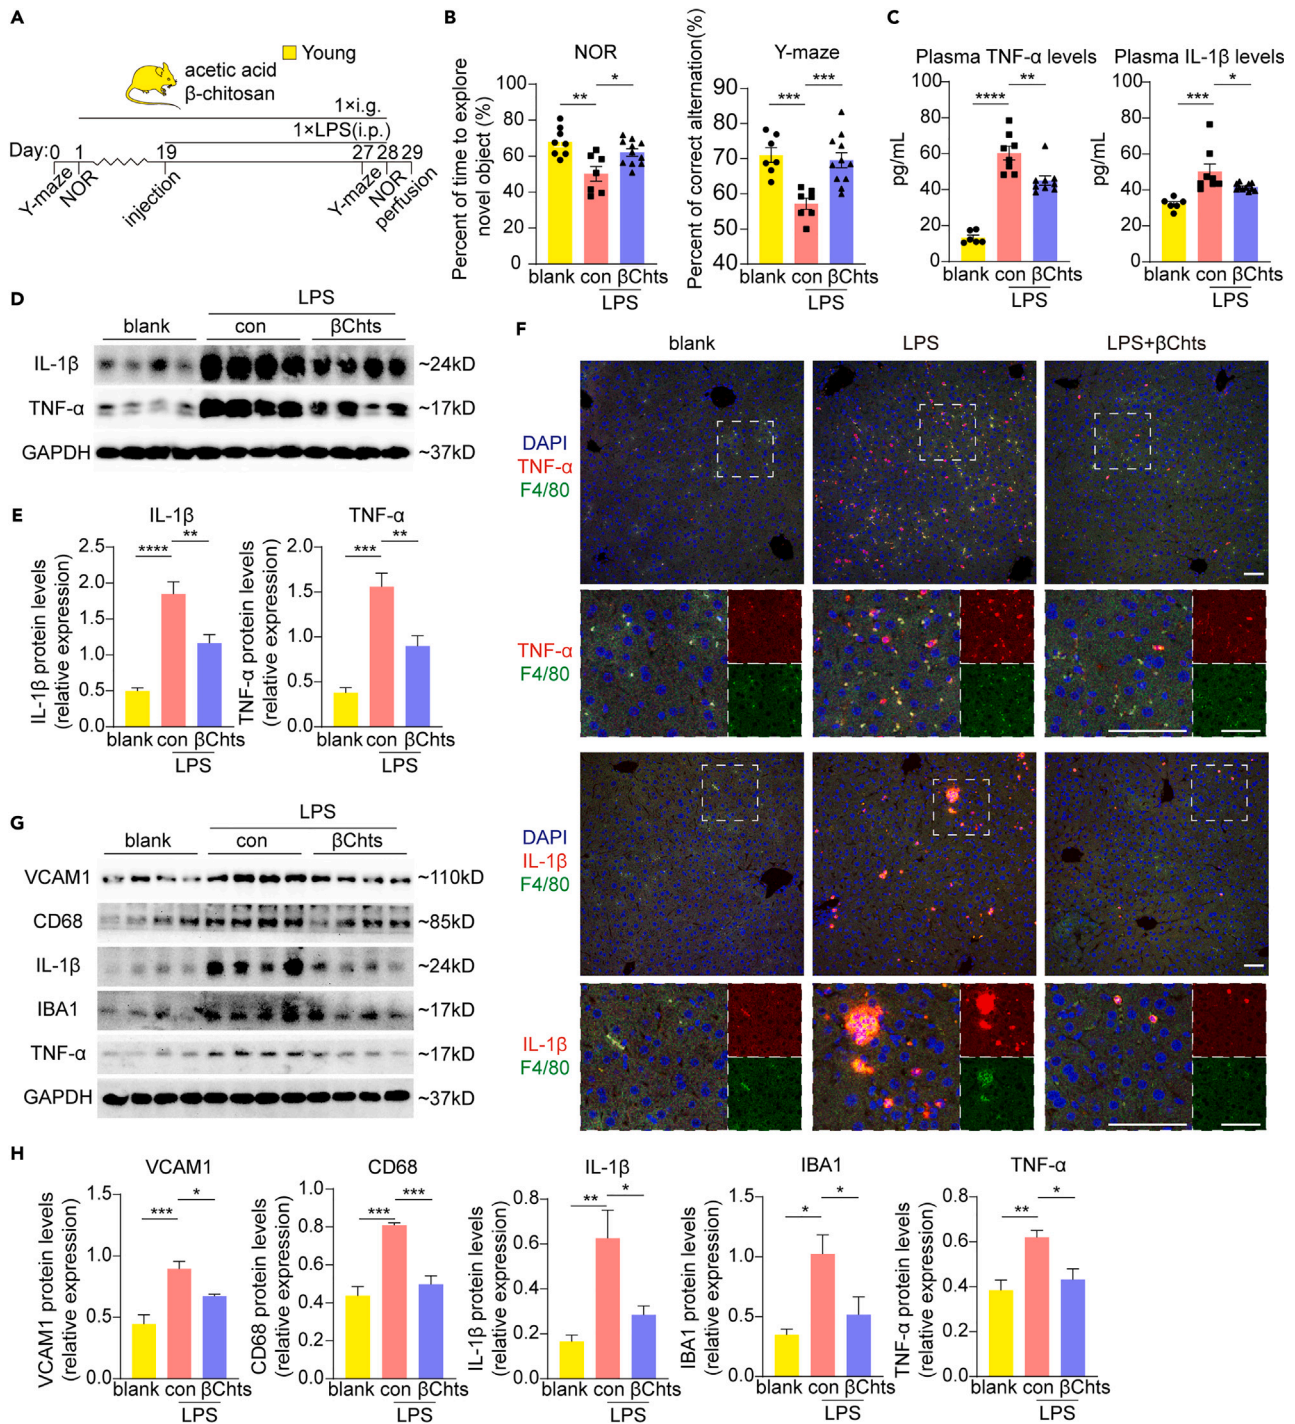 A
Young
acetic acid
β-chitosan
1×i.g.
1×LPS(i.p.)
Day: 0 1 19 27 28 29
Y-maze
NOR
injection
Y-maze
NOR
perfusion
B
NOR
Percent of time to explore
novel object (%)
100
80
60
40
20
0
** *
blank con βChts
LPS
Y-maze
Percent of correct alternation(%)
90
80
70
60
50
40
*** ***
blank con βChts
LPS
C
Plasma TNF-α levels
pg/mL
80
60
40
20
0
**** **
blank con βChts
LPS
Plasma IL-1β levels
pg/mL
80
60
40
20
0
*** *
blank con βChts
LPS
D
LPS
blank con βChts
IL-1β ~24kD
TNF-α ~17kD
GAPDH ~37kD
E
IL-1β
IL-1β protein levels
(relative expression)
2.5
2.0
1.5
1.0
0.5
0.0
**** **
blank con βChts
LPS
TNF-α
TNF-α protein levels
(relative expression)
2.0
1.5
1.0
0.5
0.0
*** **
blank con βChts
LPS
F
blank LPS LPS+βChts
DAPI
TNF-α
F4/80
TNF-α
F4/80
DAPI
IL-1β
F4/80
IL-1β
F4/80
G
LPS
blank con βChts
VCAM1 ~110kD
CD68 ~85kD
IL-1β ~24kD
IBA1 ~17kD
TNF-α ~17kD
GAPDH ~37kD
H
VCAM1
VCAM1 protein levels
(relative expression)
1.5
1.0
0.5
0.0
*** *
blank con βChts
LPS
CD68
CD68 protein levels
(relative expression)
1.0
0.8
0.6
0.4
0.2
0.0
*** ***
blank con βChts
LPS
IL-1β
IL-1β protein levels
(relative expression)
0.8
0.6
0.4
0.2
0.0
** *
blank con βChts
LPS
IBA1
IBA1 protein levels
(relative expression)
1.5
1.0
0.5
0.0
* *
blank con βChts
LPS
TNF-α
TNF-α protein levels
(relative expression)
0.8
0.6
0.4
0.2
0.0
** *
blank con βChts
LPS